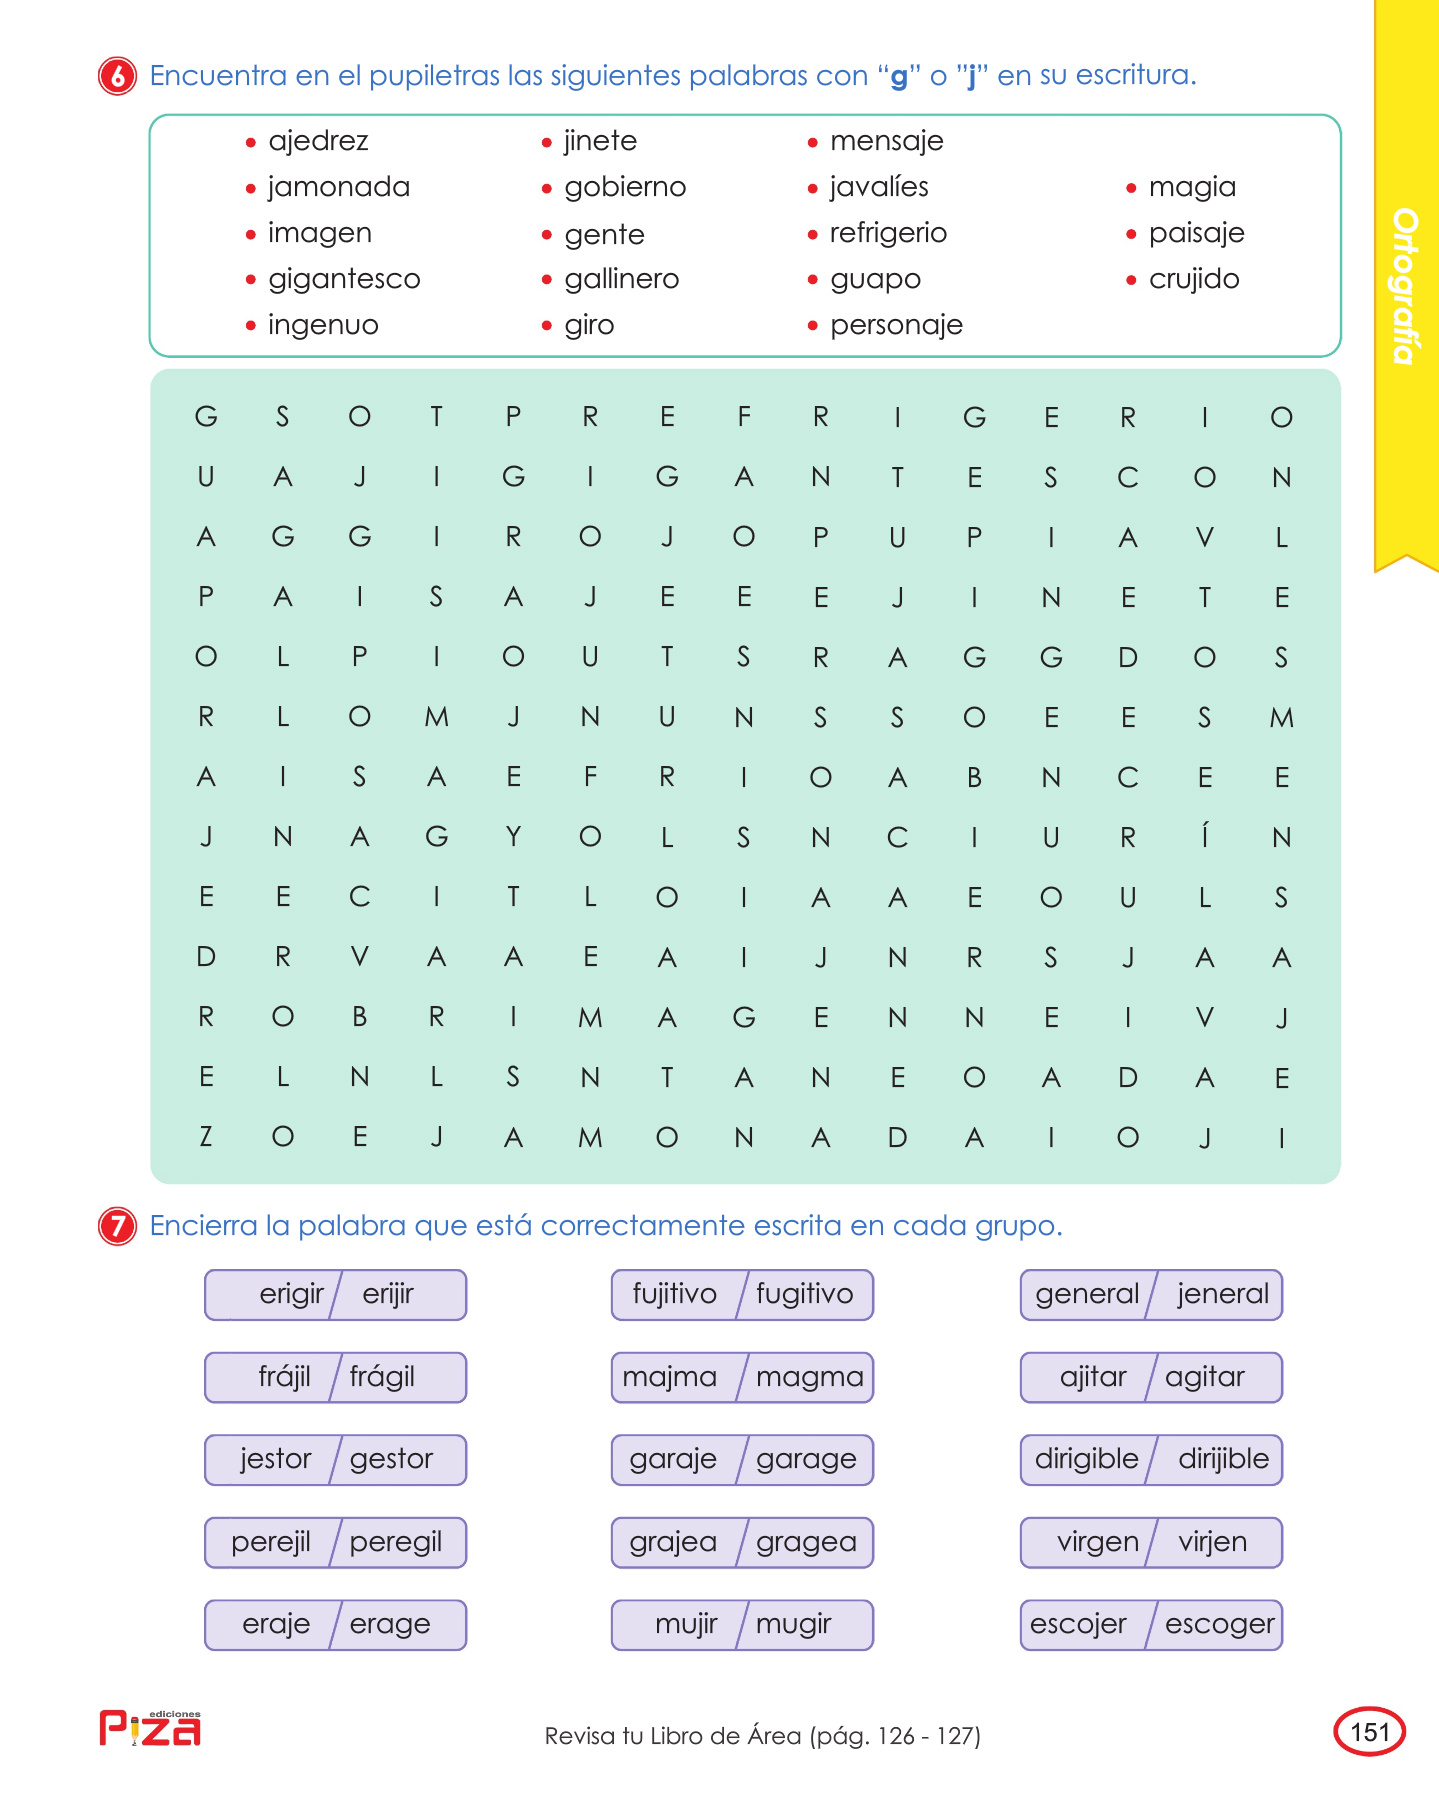 6 Encuentra en el pupiletras las siguientes palabras con “g” o ”j” en su escritura.
• ajedrez • jinete • mensaje
• jamonada • gobierno • javalíes • magia
• imagen • gente • refrigerio • paisaje
• gigantesco • gallinero • guapo • crujido
• ingenuo • giro • personaje
Ortografía
G S O T P R E F R I G E R I O
U A J I G I G A N T E S C O N
A G G I R O J O P U P I A V L
P A I S A J E E E J I N E T E
O L P I O U T S R A G G D O S
R L O M J N U N S S O E E S M
A I S A E F R I O A B N C E E
J N A G Y O L S N C I U R Í N
E E C I T L O I A A E O U L S
D R V A A E A I J N R S J A A
R O B R I M A G E N N E I V J
E L N L S N T A N E O A D A E
Z O E J A M O N A D A I O J I
7 Encierra la palabra que está correctamente escrita en cada grupo.
erigir / erijir fujitivo / fugitivo general / jeneral
frájil / frágil majma / magma ajitar / agitar
jestor / gestor garaje / garage dirigible / dirijible
perejil / peregil grajea / gragea virgen / virjen
eraje / erage mujir / mugir escojer / escoger
ediciones
Piza
Revisa tu Libro de Área (pág. 126 - 127)
151